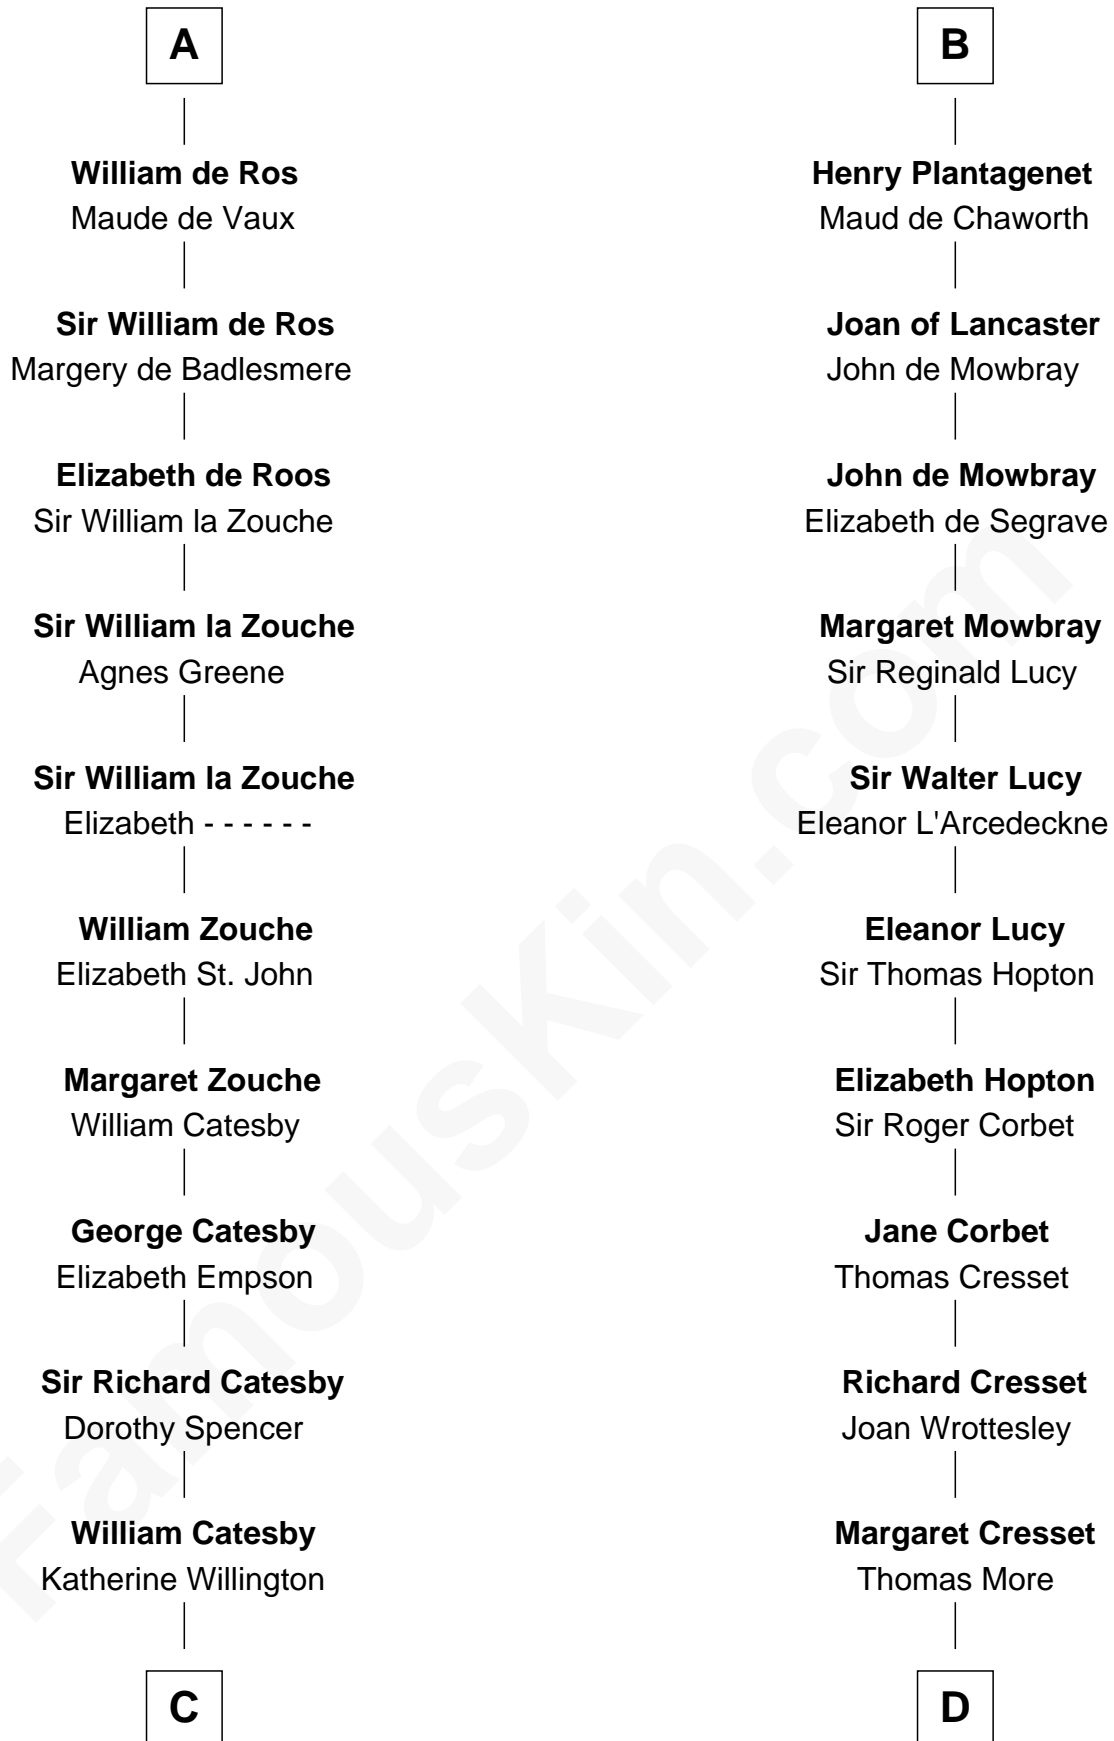 A
William de Ros
Maude de Vaux
Sir William de Ros
Margery de Badlesmere
Elizabeth de Roos
Sir William la Zouche
Sir William la Zouche
Agnes Greene
Sir William la Zouche
Elizabeth - - - - - -
William Zouche
Elizabeth St. John
Margaret Zouche
William Catesby
George Catesby
Elizabeth Empson
Sir Richard Catesby
Dorothy Spencer
William Catesby
Katherine Willington
C
B
Henry Plantagenet
Maud de Chaworth
Joan of Lancaster
John de Mowbray
John de Mowbray
Elizabeth de Segrave
Margaret Mowbray
Sir Reginald Lucy
Sir Walter Lucy
Eleanor L'Arcedeckne
Eleanor Lucy
Sir Thomas Hopton
Elizabeth Hopton
Sir Roger Corbet
Jane Corbet
Thomas Cresset
Richard Cresset
Joan Wrottesley
Margaret Cresset
Thomas More
D
FamousKin.com